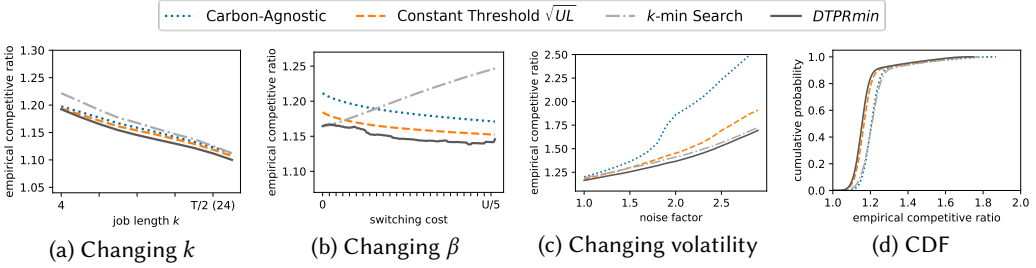 Carbon-Agnostic
Constant Threshold √UL
k-min Search
DTPRmin
empirical competitive ratio
1.30
1.25
1.20
1.15
1.10
1.05
4
T/2 (24)
job length k
(a) Changing k
empirical competitive ratio
1.25
1.20
1.15
1.10
0
U/5
switching cost
(b) Changing β
empirical competitive ratio
2.50
2.25
2.00
1.75
1.50
1.25
1.0
1.5
2.0
2.5
noise factor
(c) Changing volatility
cumulative probability
1.0
0.8
0.6
0.4
0.2
0.0
1.0
1.2
1.4
1.6
1.8
2.0
empirical competitive ratio
(d) CDF